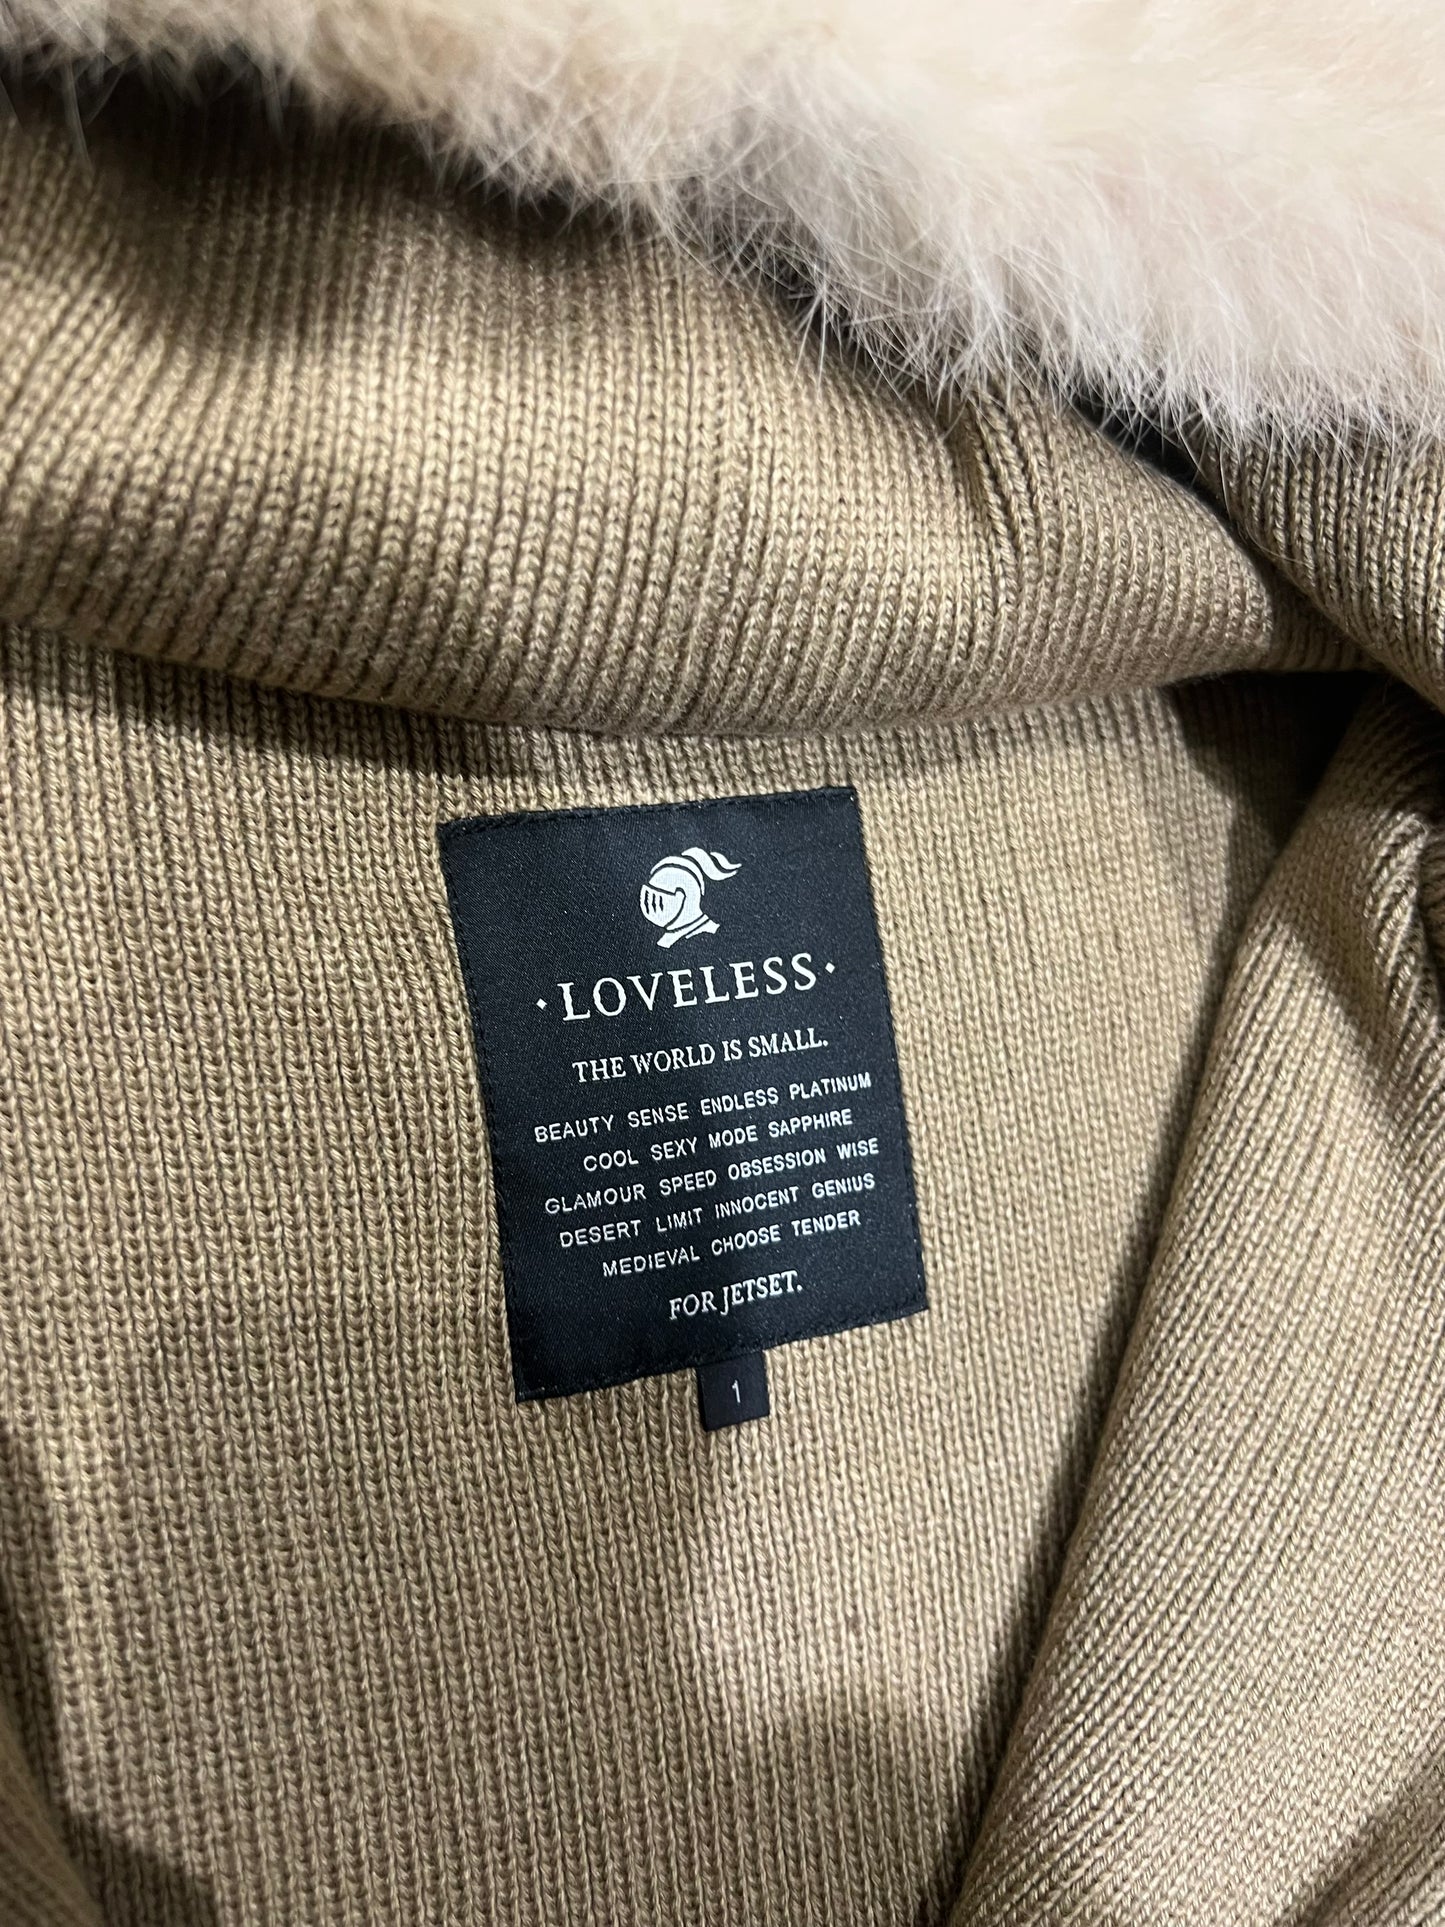 ·LOVELESS·
THE WORLD IS SMALL.
BEAUTY SENSE ENDLESS PLATINUM
COOL SEXY MODE SAPPHIRE
GLAMOUR SPEED OBSESSION WISE
DESERT LIMIT INNOCENT GENIUS
MEDIEVAL CHOOSE TENDER
FOR JETSET.
1